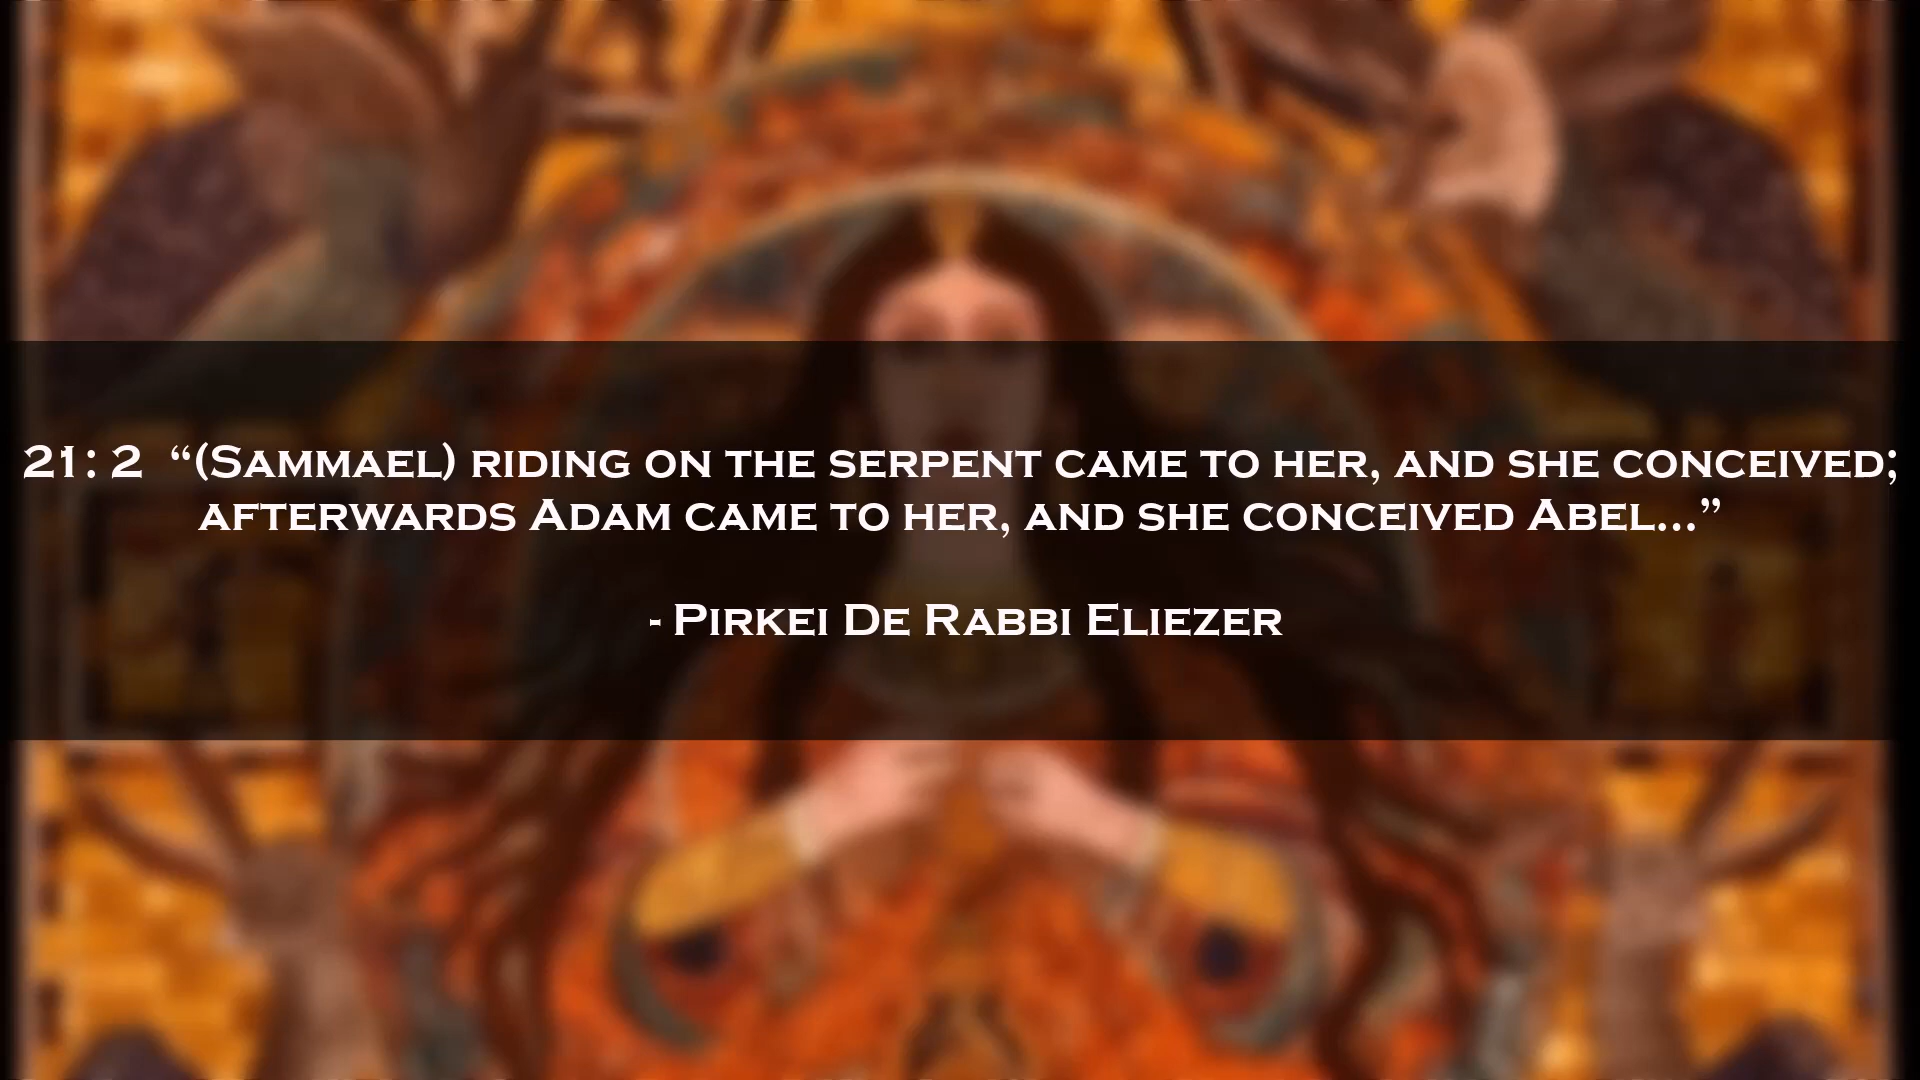 21: 2 “(Sammael) riding on the serpent came to her, and she conceived;
afterwards Adam came to her, and she conceived Abel...”
- Pirkei De Rabbi Eliezer